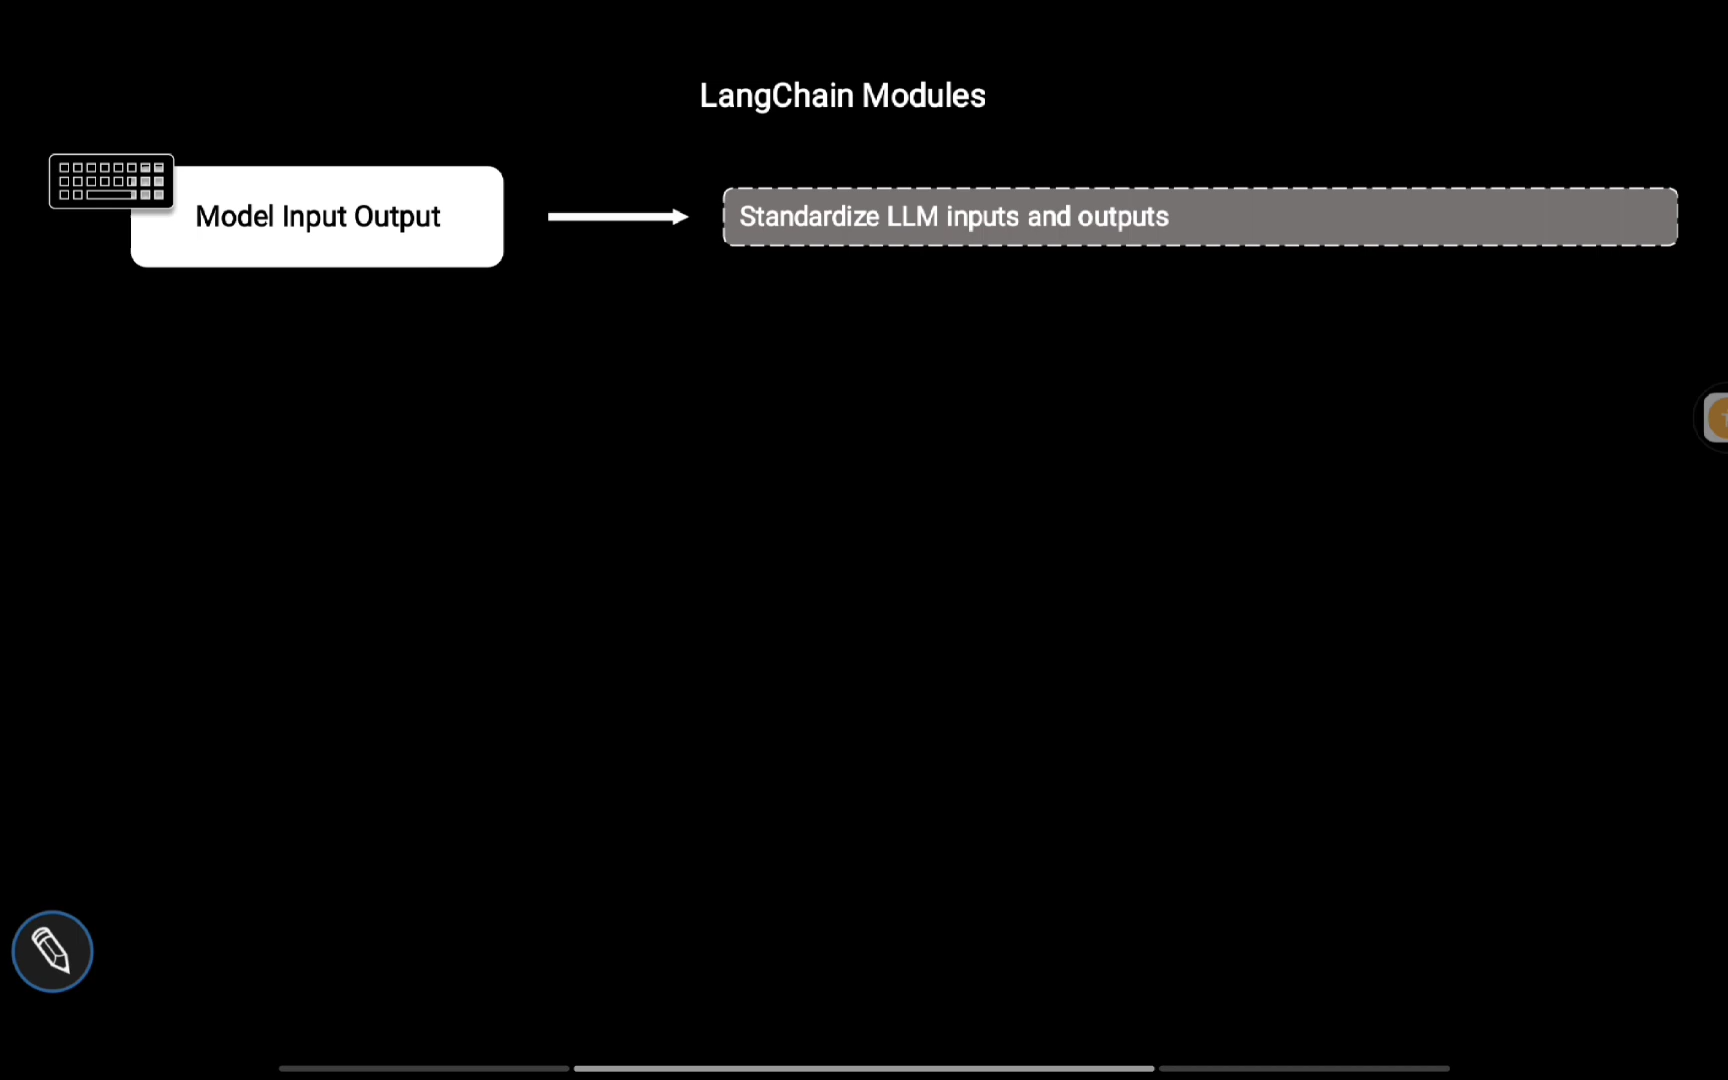 LangChain Modules
Model Input Output
Standardize LLM inputs and outputs